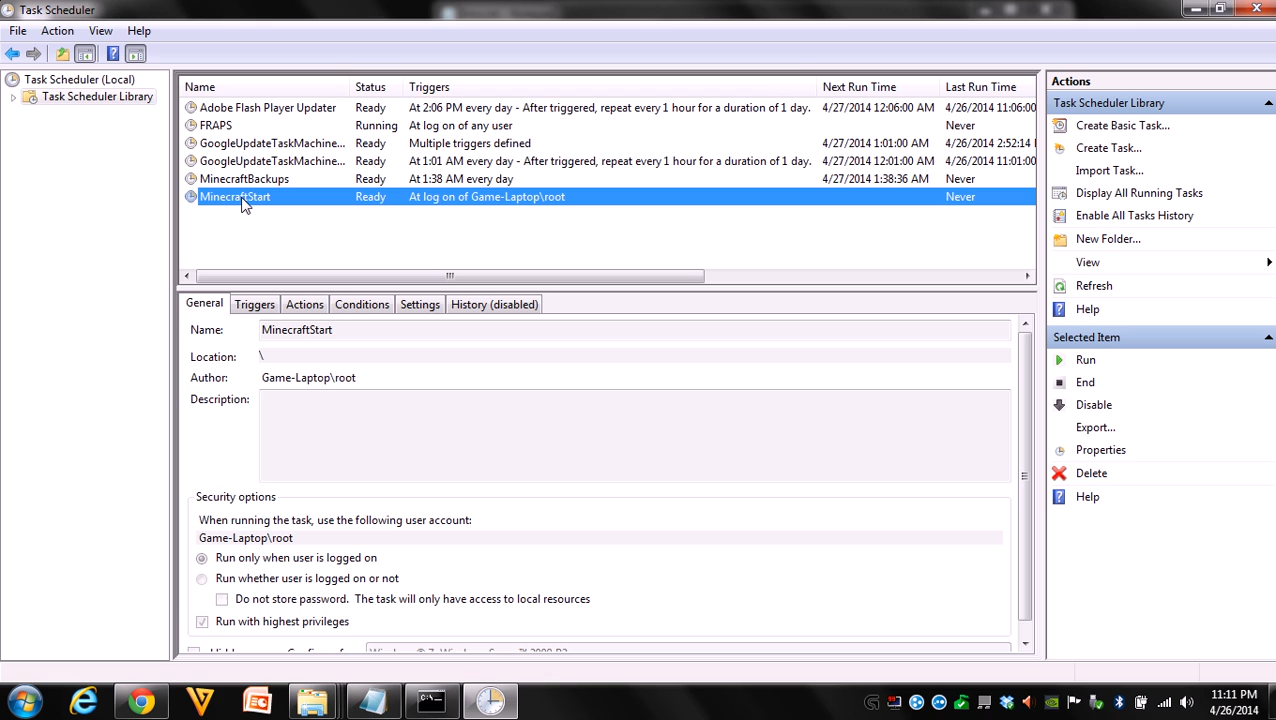 Task Scheduler
File Action View Help
Task Scheduler (Local)
Task Scheduler Library
Name Status Triggers Next Run Time Last Run Time
Adobe Flash Player Updater Ready At 2:06 PM every day - After triggered, repeat every 1 hour for a duration of 1 day. 4/27/2014 12:06:00 AM 4/26/2014 11:06:00
FRAPS Running At log on of any user Never
GoogleUpdateTaskMachine... Ready Multiple triggers defined 4/27/2014 1:01:00 AM 4/26/2014 2:52:14
GoogleUpdateTaskMachine... Ready At 1:01 AM every day - After triggered, repeat every 1 hour for a duration of 1 day. 4/27/2014 12:01:00 AM 4/26/2014 11:01:00
MinecraftBackups Ready At 1:38 AM every day 4/27/2014 1:38:36 AM Never
MinecraftStart Ready At log on of Game-Laptop\root Never
General Triggers Actions Conditions Settings History (disabled)
Name: MinecraftStart
Location: \
Author: Game-Laptop\root
Description:
Security options
When running the task, use the following user account:
Game-Laptop\root
Run only when user is logged on
Run whether user is logged on or not
Do not store password. The task will only have access to local resources
Run with highest privileges
Actions
Task Scheduler Library
Create Basic Task...
Create Task...
Import Task...
Display All Running Tasks
Enable All Tasks History
New Folder...
View
Refresh
Help
Selected Item
Run
End
Disable
Export...
Properties
Delete
Help
11:11 PM
4/26/2014